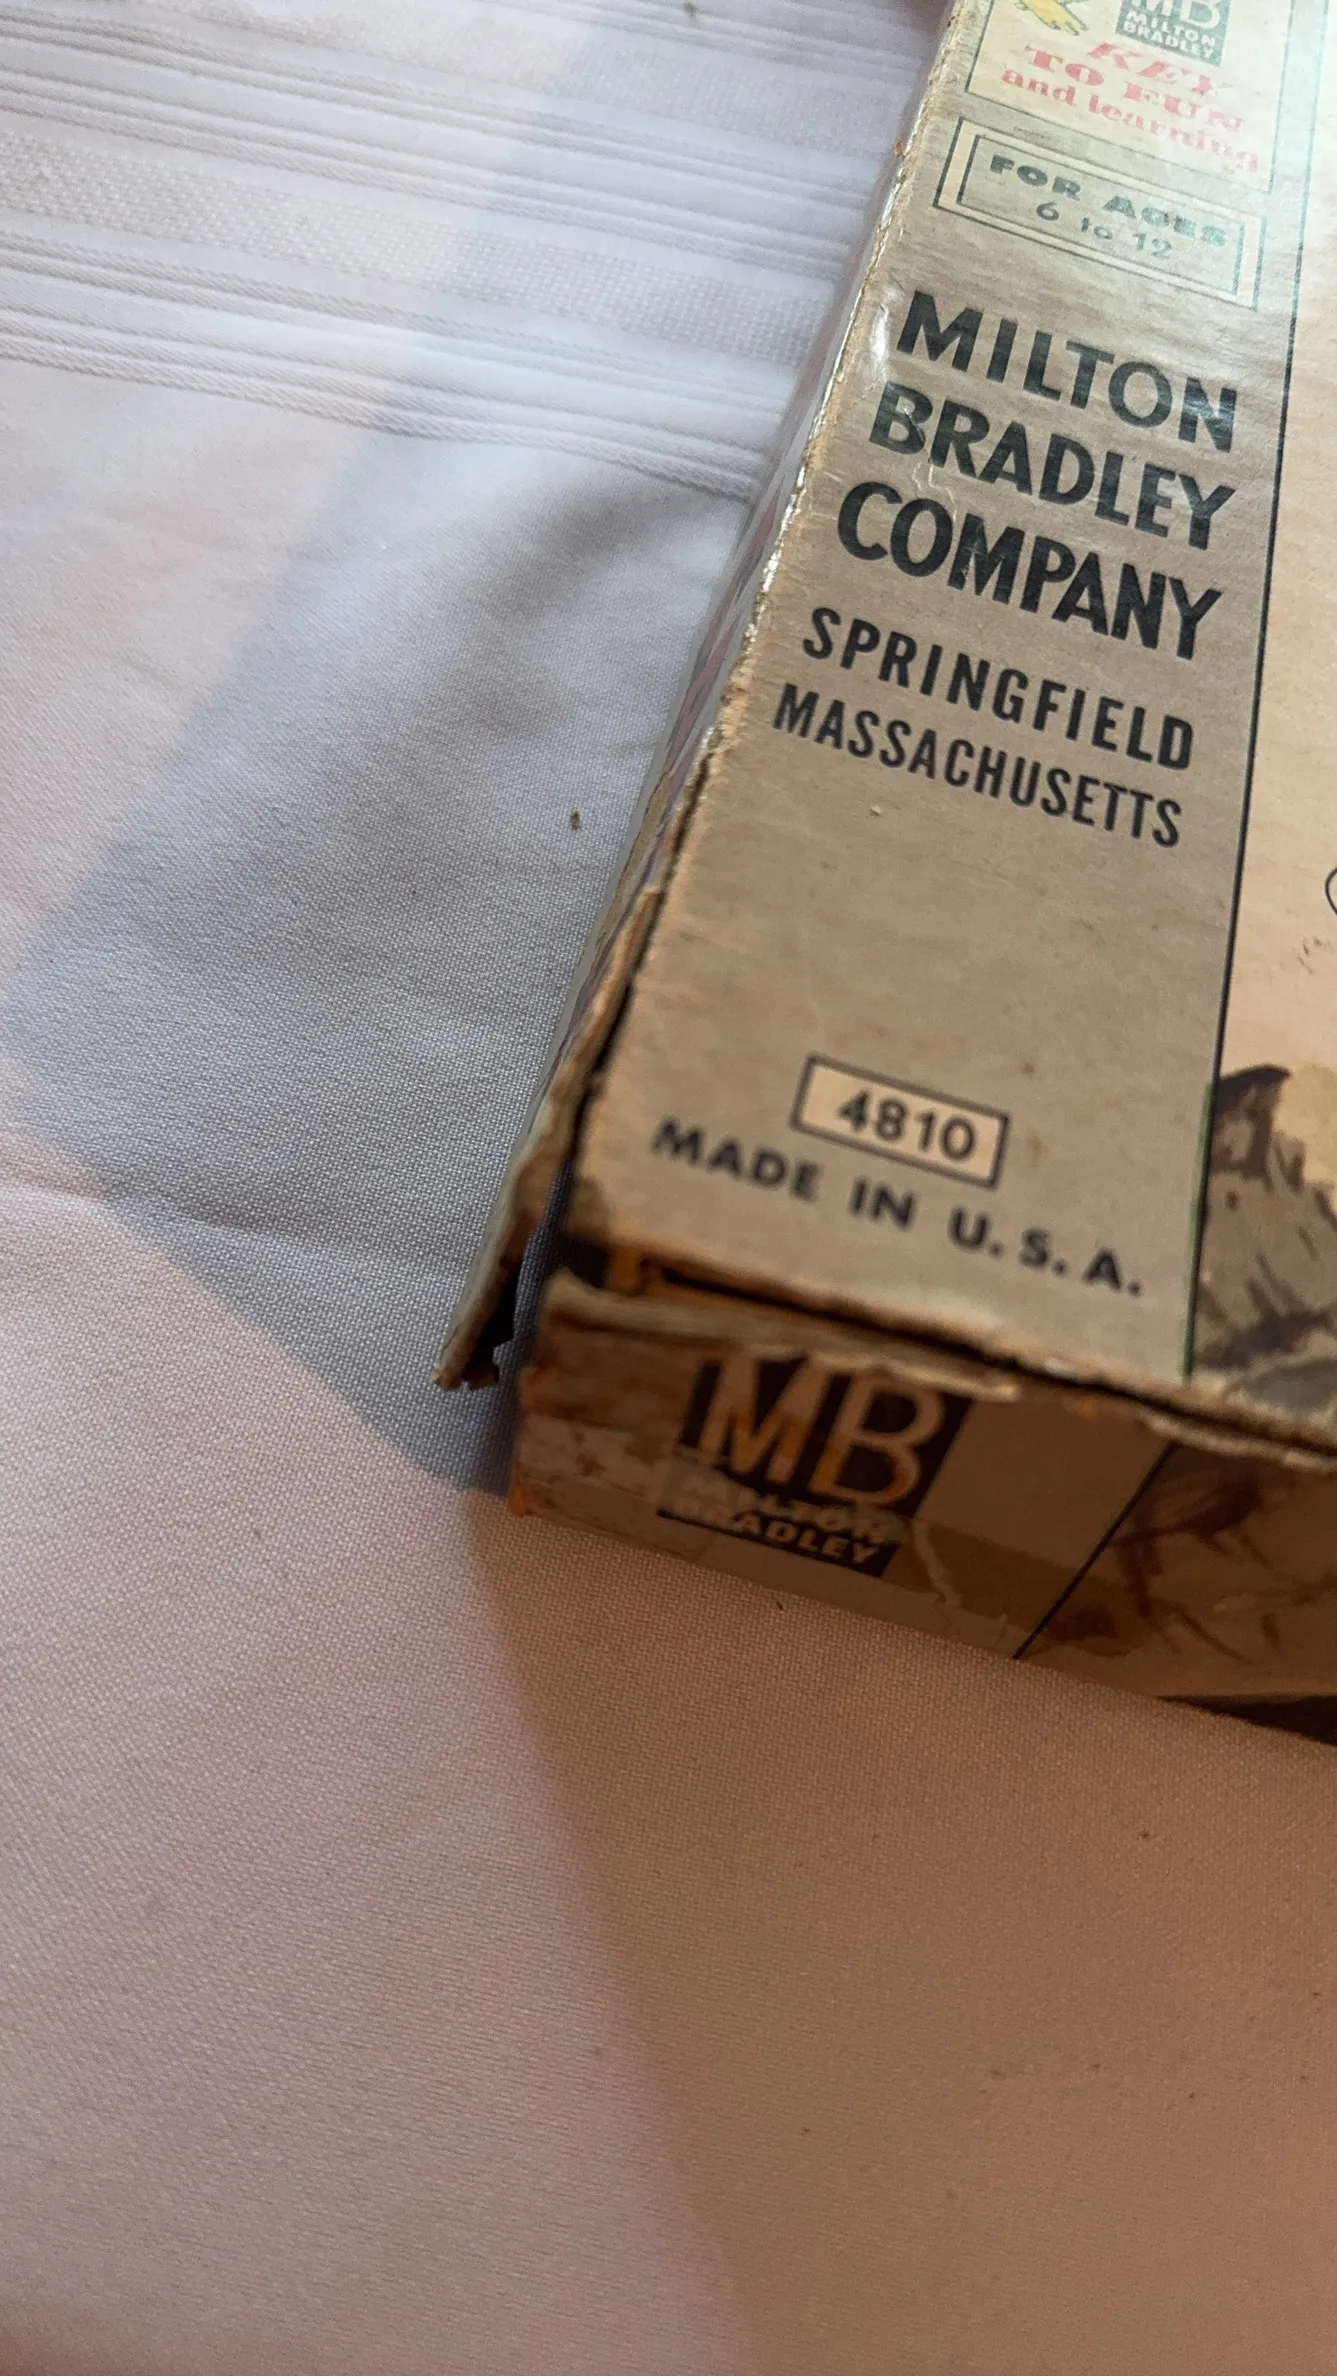 MB
MILTON
BRADLEY
KEY
TO FUN
and learning
FOR AGES
6 to 12
MILTON
BRADLEY
COMPANY
SPRINGFIELD
MASSACHUSETTS
4810
MADE IN U.S.A.
MB
MILTON
BRADLEY